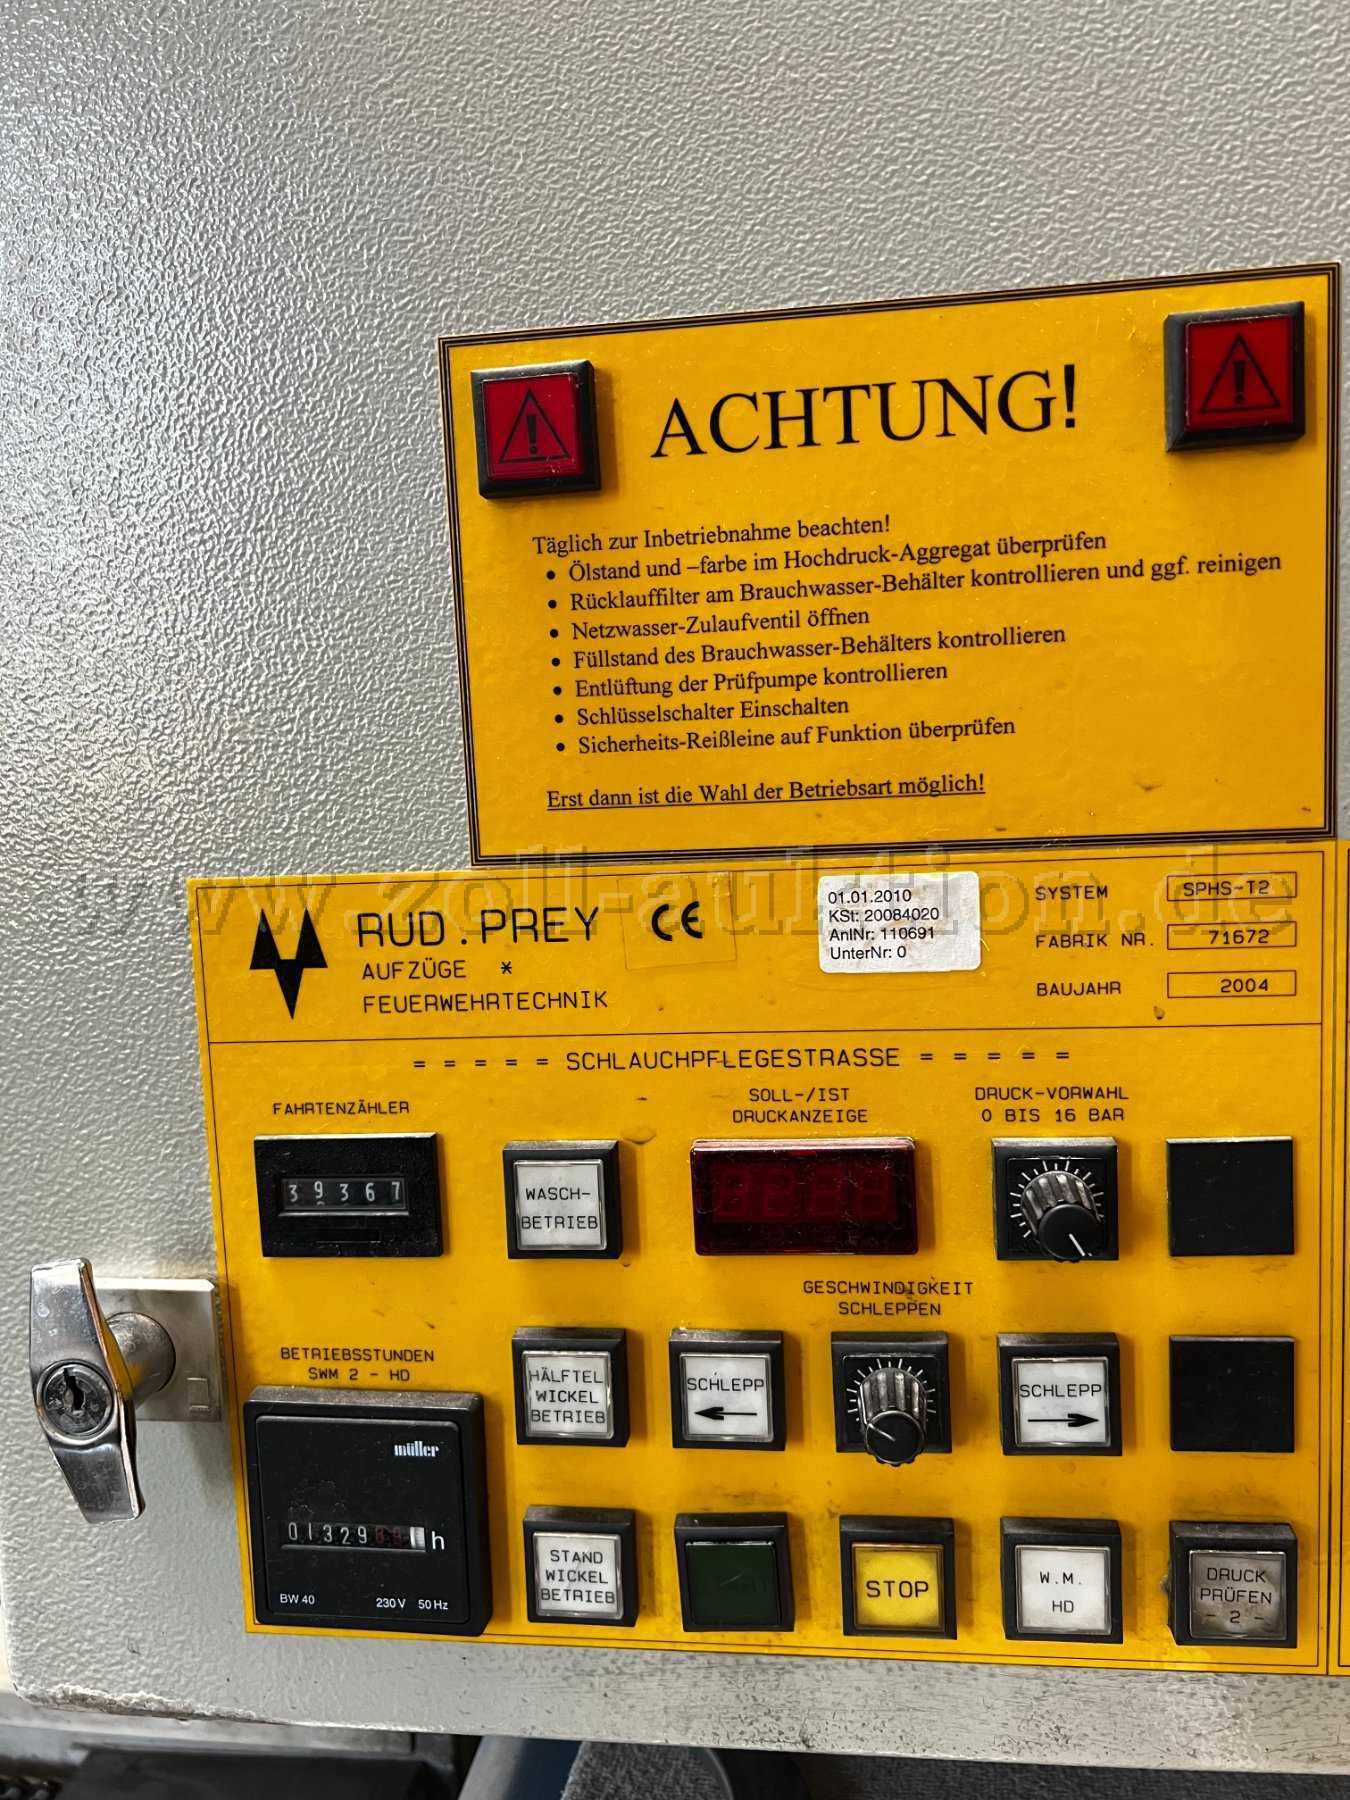 ACHTUNG!
Täglich zur Inbetriebnahme beachten!
• Ölstand und –farbe im Hochdruck-Aggregat überprüfen
• Rücklauffilter am Brauchwasser-Behälter kontrollieren und ggf. reinigen
• Netzwasser-Zulaufventil öffnen
• Füllstand des Brauchwasser-Behälters kontrollieren
• Entlüftung der Prüfpumpe kontrollieren
• Schlüsselschalter Einschalten
• Sicherheits-Reißleine auf Funktion überprüfen
Erst dann ist die Wahl der Betriebsart möglich!
www.zoll-auktion.de
RUD.PREY CE
AUFZÜGE *
FEUERWEHRTECHNIK
01.01.2010
KSt: 20084020
AnlNr: 110691
UnterNr: 0
SYSTEM SPHS-T2
FABRIK NR. 71672
BAUJAHR 2004
= = = = = SCHLAUCHPFLEGESTRASSE = = = = =
FAHRTENZÄHLER
39367
WASCH-
BETRIEB
SOLL-/IST
DRUCKANZEIGE
DRUCK-VORWAHL
0 BIS 16 BAR
GESCHWINDIGKEIT
SCHLEPPEN
BETRIEBSSTUNDEN
SWM 2 - HD
HÄLFTEL
WICKEL
BETRIEB
SCHLEPP
←
SCHLEPP
→
müller
01329 h
BW 40 230 V 50 Hz
STAND
WICKEL
BETRIEB
STOP
W.M.
HD
DRUCK
PRÜFEN
- 2 -